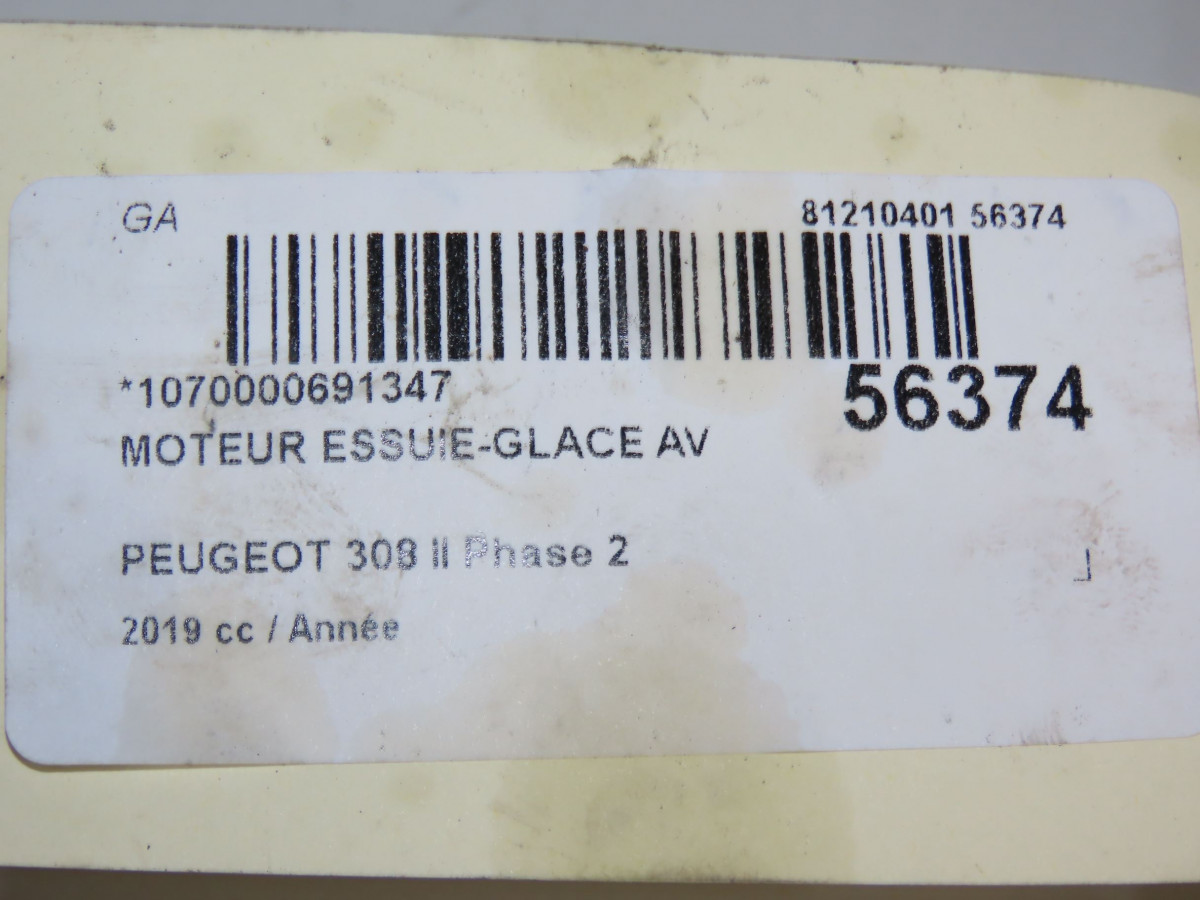 GA
81210401 56374
*1070000691347
56374
MOTEUR ESSUIE-GLACE AV
PEUGEOT 308 II Phase 2
2019 cc / Année